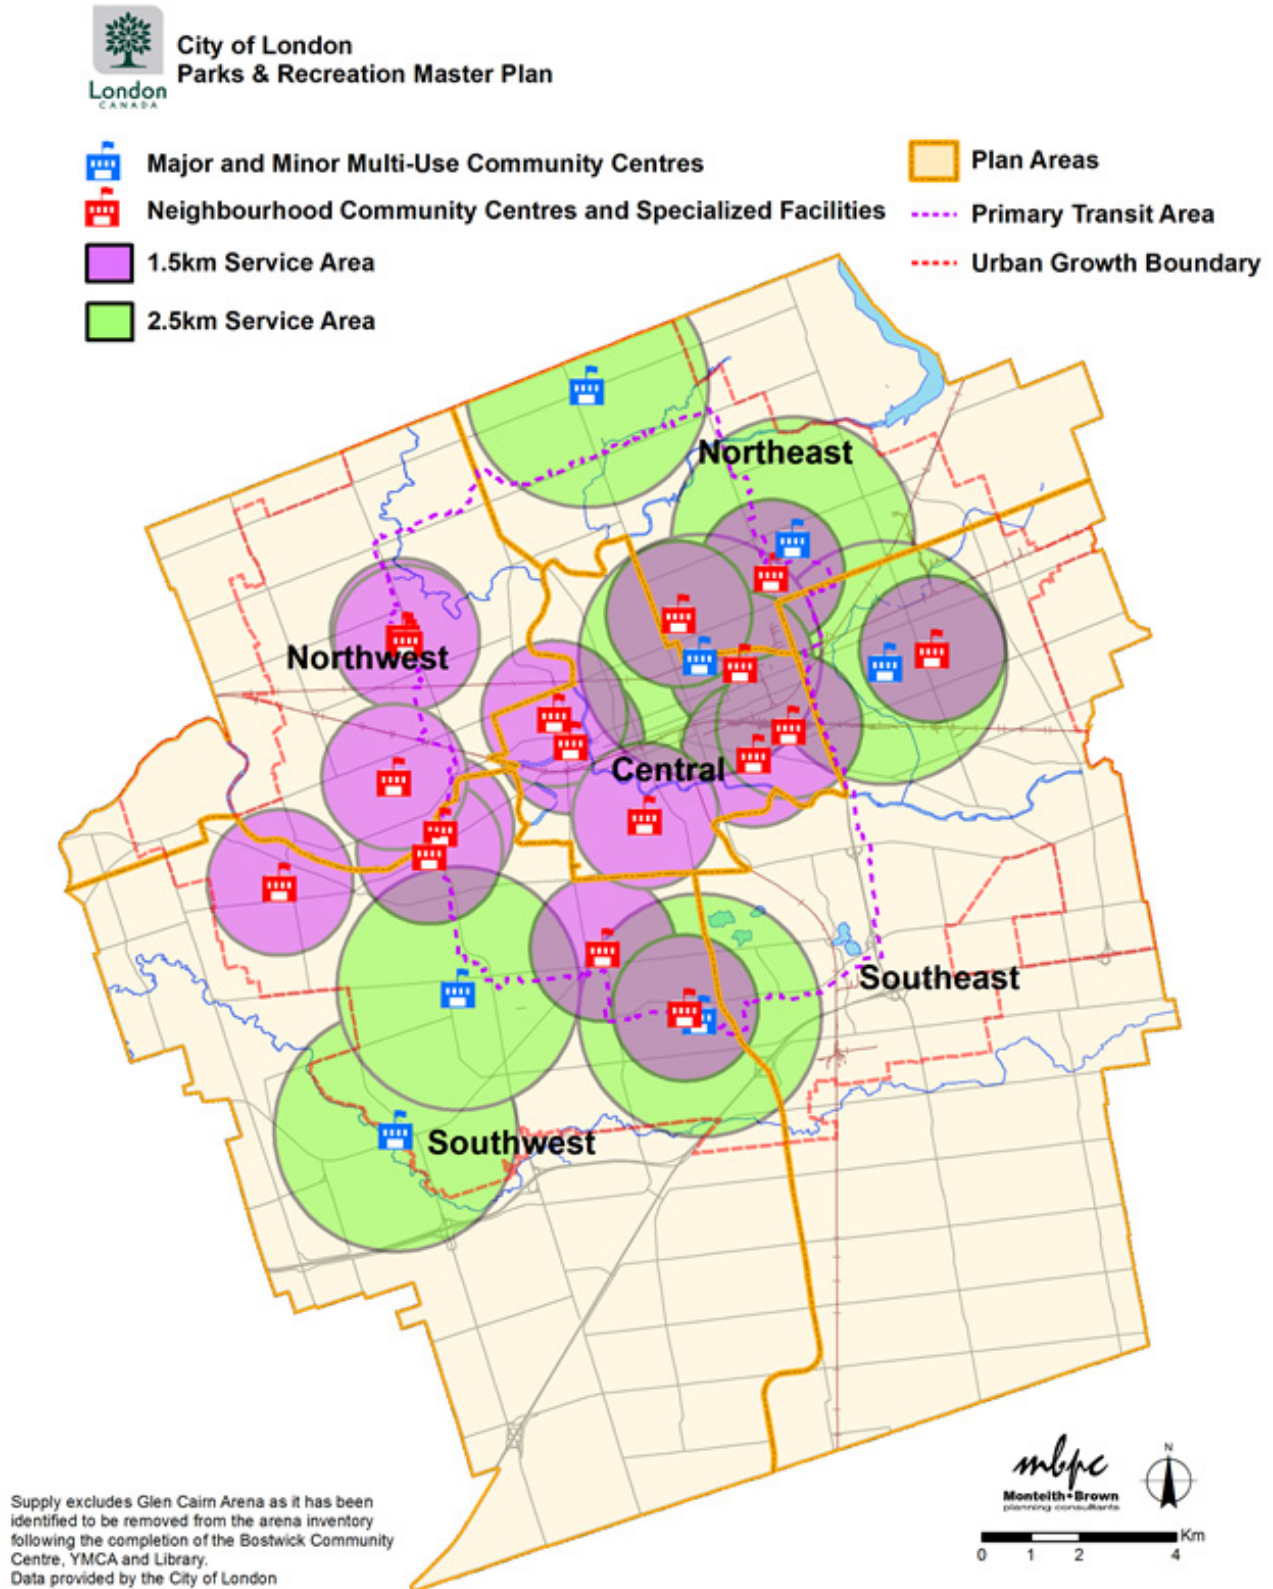 City of London
Parks & Recreation Master Plan
London
CANADA
Major and Minor Multi-Use Community Centres
Neighbourhood Community Centres and Specialized Facilities
1.5km Service Area
2.5km Service Area
Plan Areas
Primary Transit Area
Urban Growth Boundary
Northeast
Northwest
Central
Southeast
Southwest
mbpc
Monteith+Brown
planning consultants
N
Km
0 1 2 4
Supply excludes Glen Cairn Arena as it has been
identified to be removed from the arena inventory
following the completion of the Bostwick Community
Centre, YMCA and Library.
Data provided by the City of London